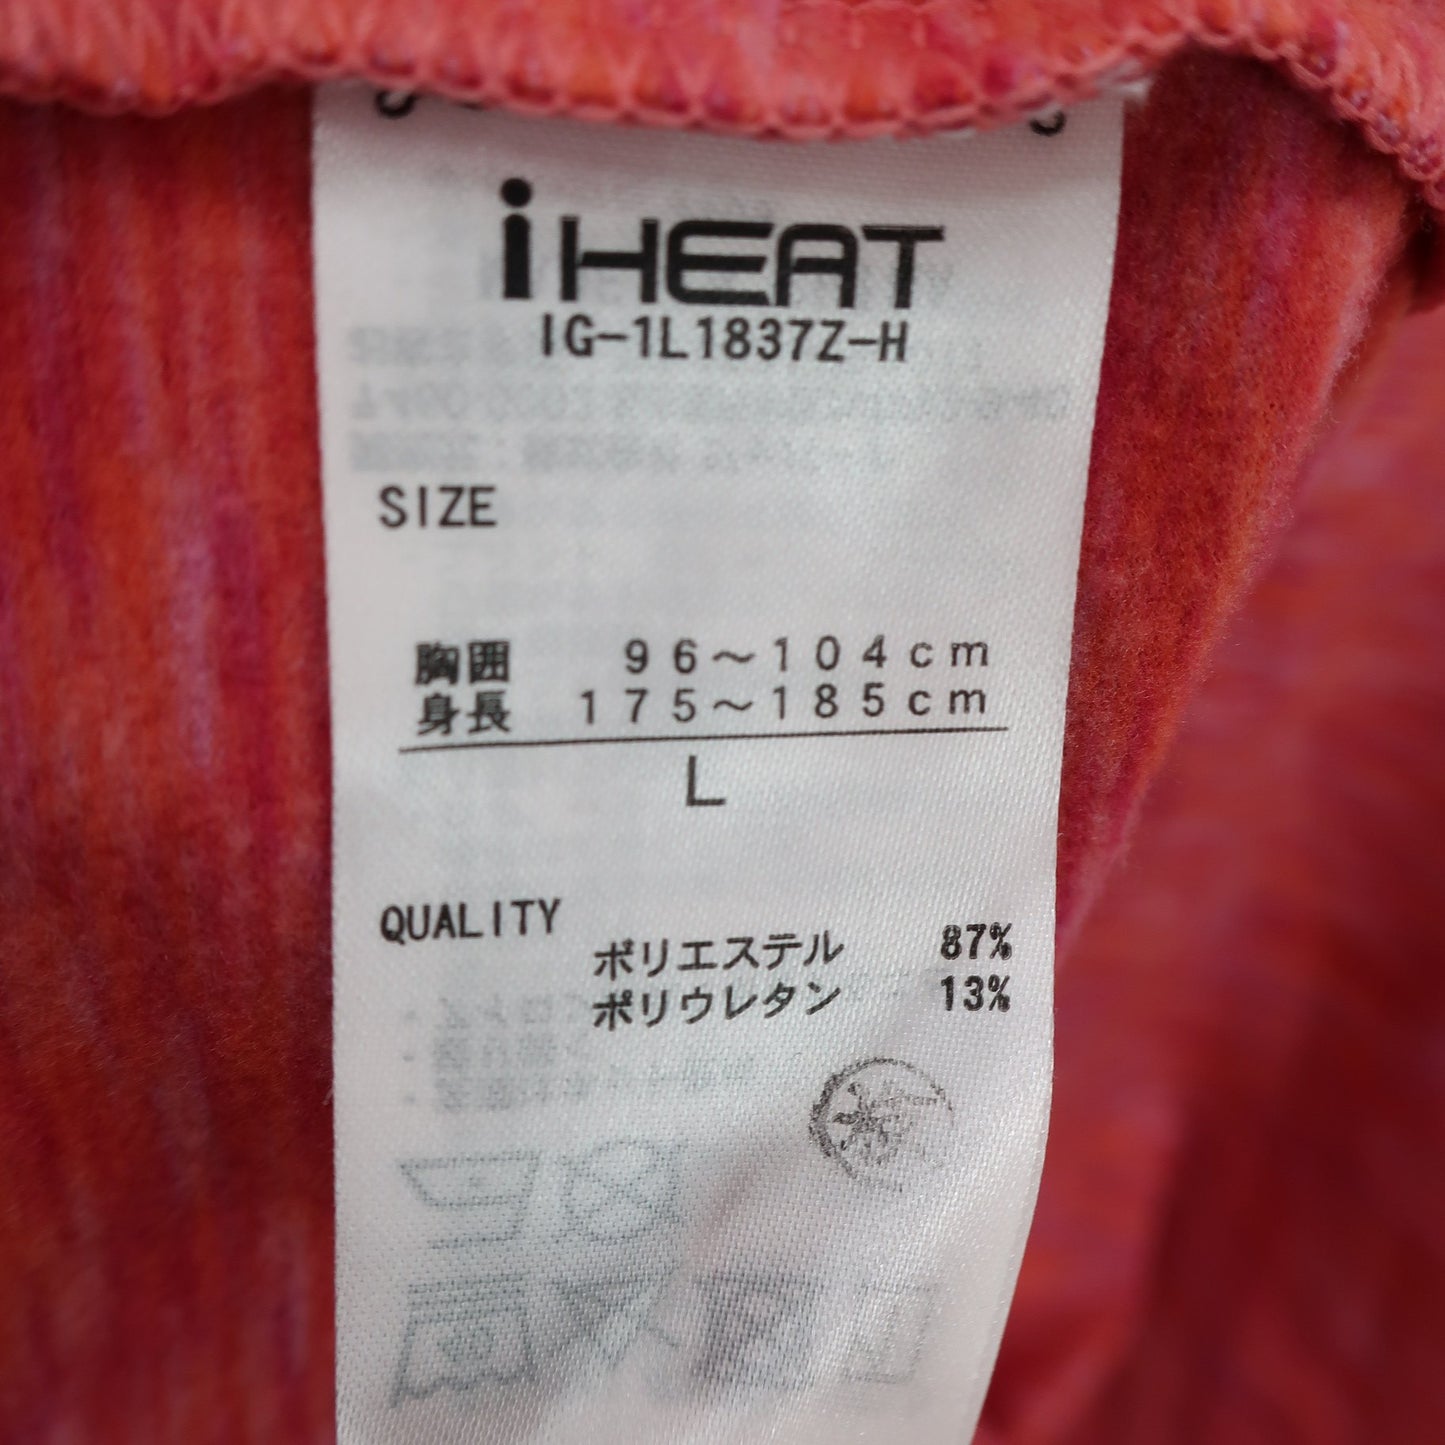 iHEAT
IG-1L1837Z-H
SIZE
胸囲 96~104cm
身長 175~185cm
L
QUALITY
ポリエステル 87%
ポリウレタン 13%